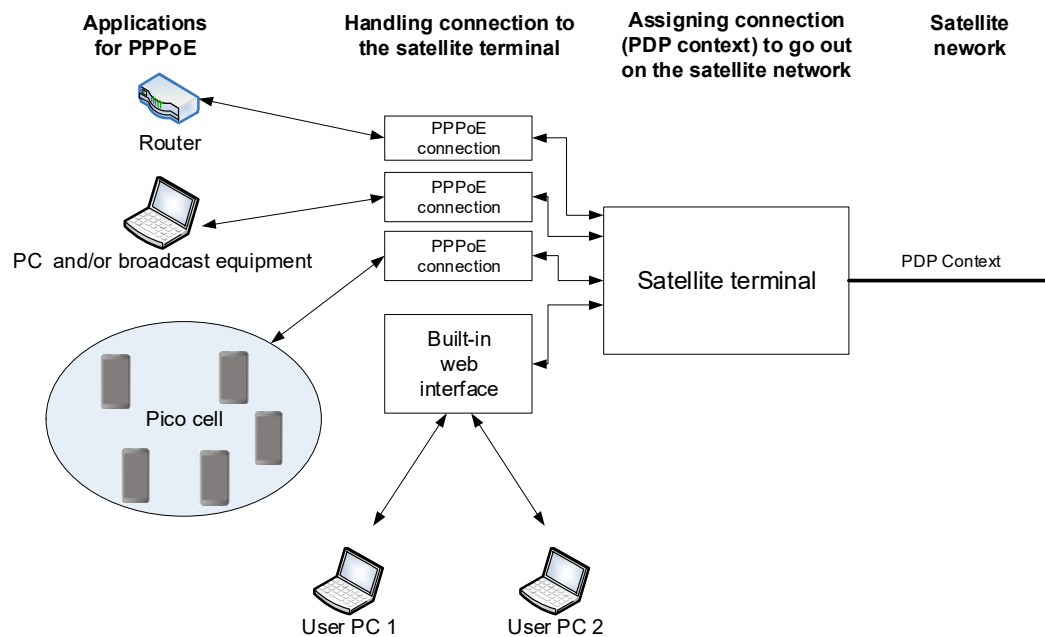 Applications
for PPPoE
Handling connection to
the satellite terminal
Assigning connection
(PDP context) to go out
on the satellite network
Satellite
nework
Router
PPPoE
connection
PC and/or broadcast equipment
PPPoE
connection
PPPoE
connection
Satellite terminal
PDP Context
Built-in
web
interface
Pico cell
User PC 1
User PC 2